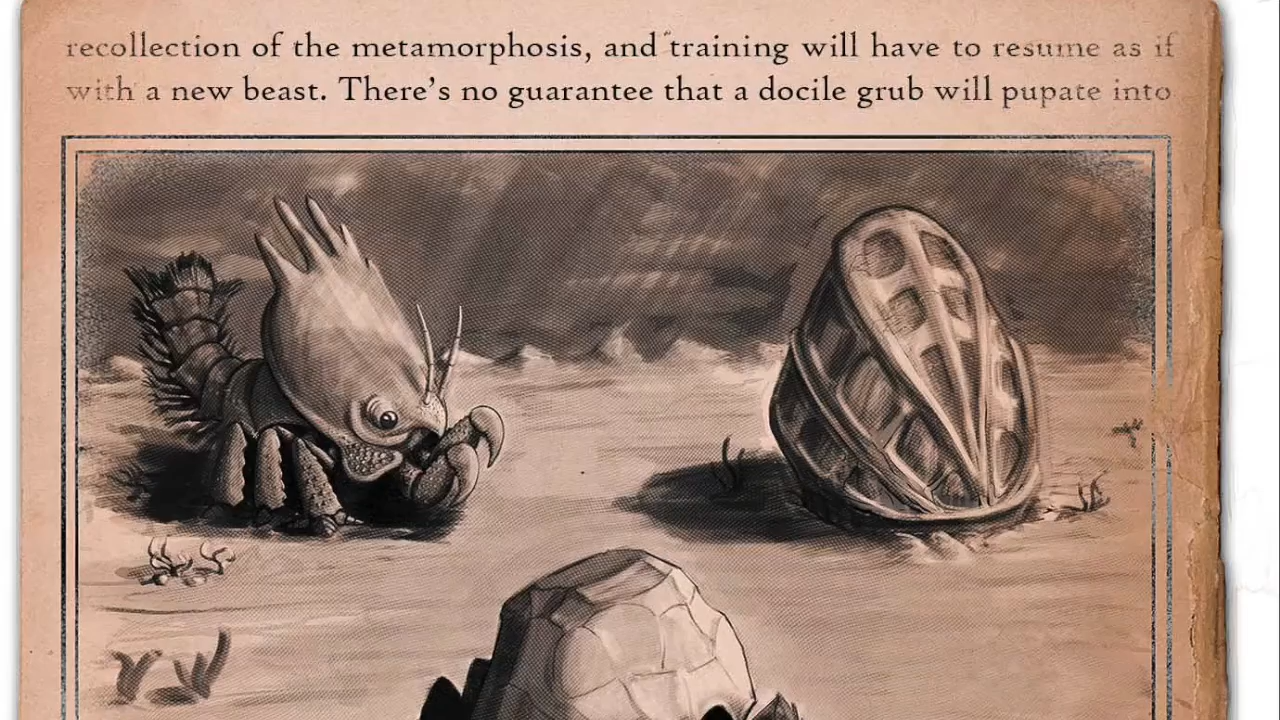 recollection of the metamorphosis, and training will have to resume as if
with a new beast. There's no guarantee that a docile grub will pupate into